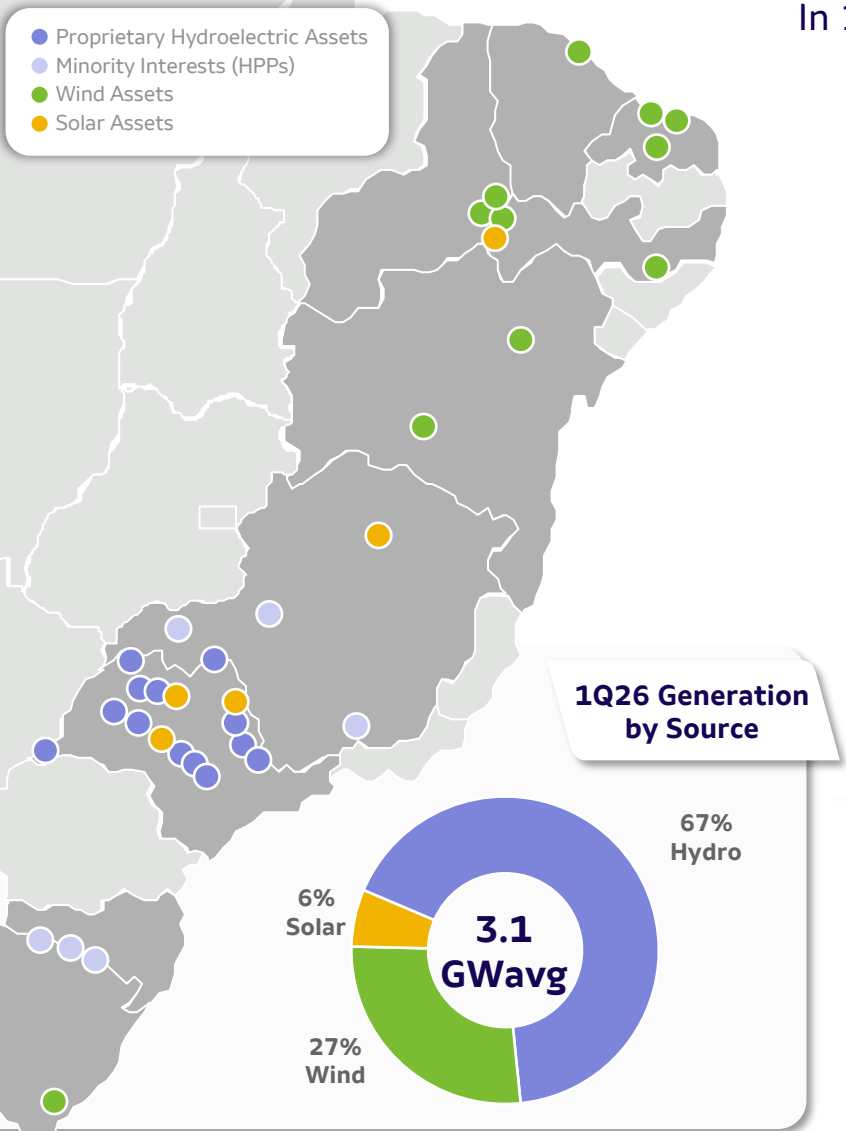 In 1
Proprietary Hydroelectric Assets
Minority Interests (HPPs)
Wind Assets
Solar Assets
1Q26 Generation
by Source
67%
Hydro
6%
Solar
3.1
GWavg
27%
Wind